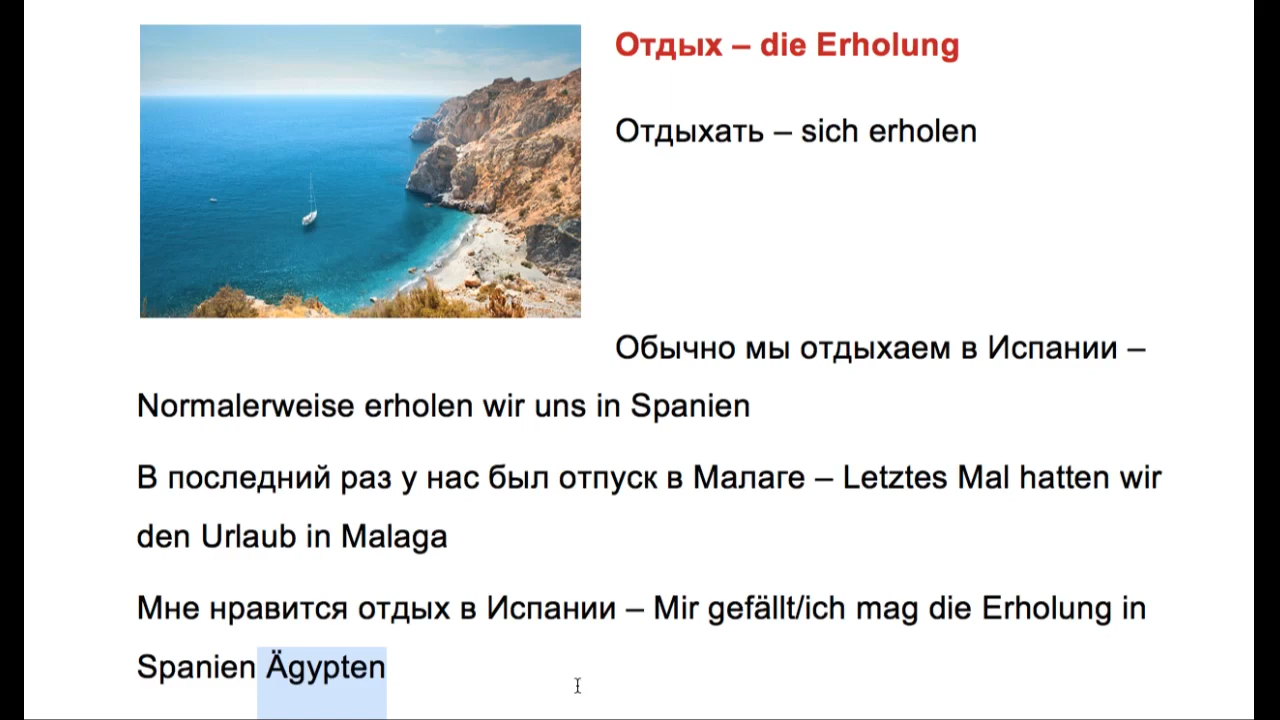 Отдых – die Erholung
Отдыхать – sich erholen
Обычно мы отдыхаем в Испании –
Normalerweise erholen wir uns in Spanien
В последний раз у нас был отпуск в Малаге – Letztes Mal hatten wir
den Urlaub in Malaga
Мне нравится отдых в Испании – Mir gefällt/ich mag die Erholung in
Spanien Ägypten